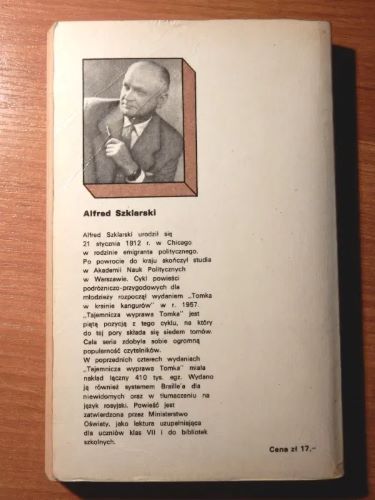 Alfred Szklarski
Alfred Szklarski urodził się
21 stycznia 1912 r. w Chicago
w rodzinie emigranta politycznego.
Po powrocie do kraju skończył studia
w Akademii Nauk Politycznych
w Warszawie. Cykl powieści
podróżniczo-przygodowych dla
młodzieży rozpoczął wydaniem „Tomka
w krainie kangurów” w r. 1957.
„Tajemnicza wyprawa Tomka” jest
piątą pozycją z tego cyklu, na który
do tej pory składa się siedem tomów.
Cała seria zdobyła sobie ogromną
popularność czytelników.
W poprzednich czterech wydaniach
„Tajemnicza wyprawa Tomka” miała
nakład łączny 410 tys. egz. Wydano
ją również systemem Braille'a dla
niewidomych oraz w tłumaczeniu na
język rosyjski. Powieść jest
zatwierdzona przez Ministerstwo
Oświaty, jako lektura uzupełniająca
dla uczniów klas VII i do bibliotek
szkolnych.
Cena zł 17,-